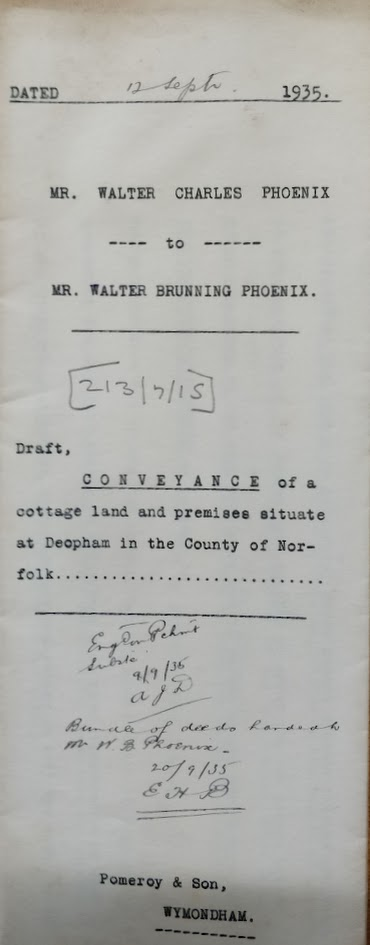 DATED 12 Septr. 1935.
MR. WALTER CHARLES PHOENIX
---- to ------
MR. WALTER BRUNNING PHOENIX.
[213/7/15]
Draft,
CONVEYANCE of a
cottage land and premises situate
at Deopham in the County of Nor-
folk............................
9/9/35
A J D
Bundle of deeds handed
Mr W. B. Phoenix -
20/9/35
E H B
Pomeroy & Son,
WYMONDHAM.
-----------